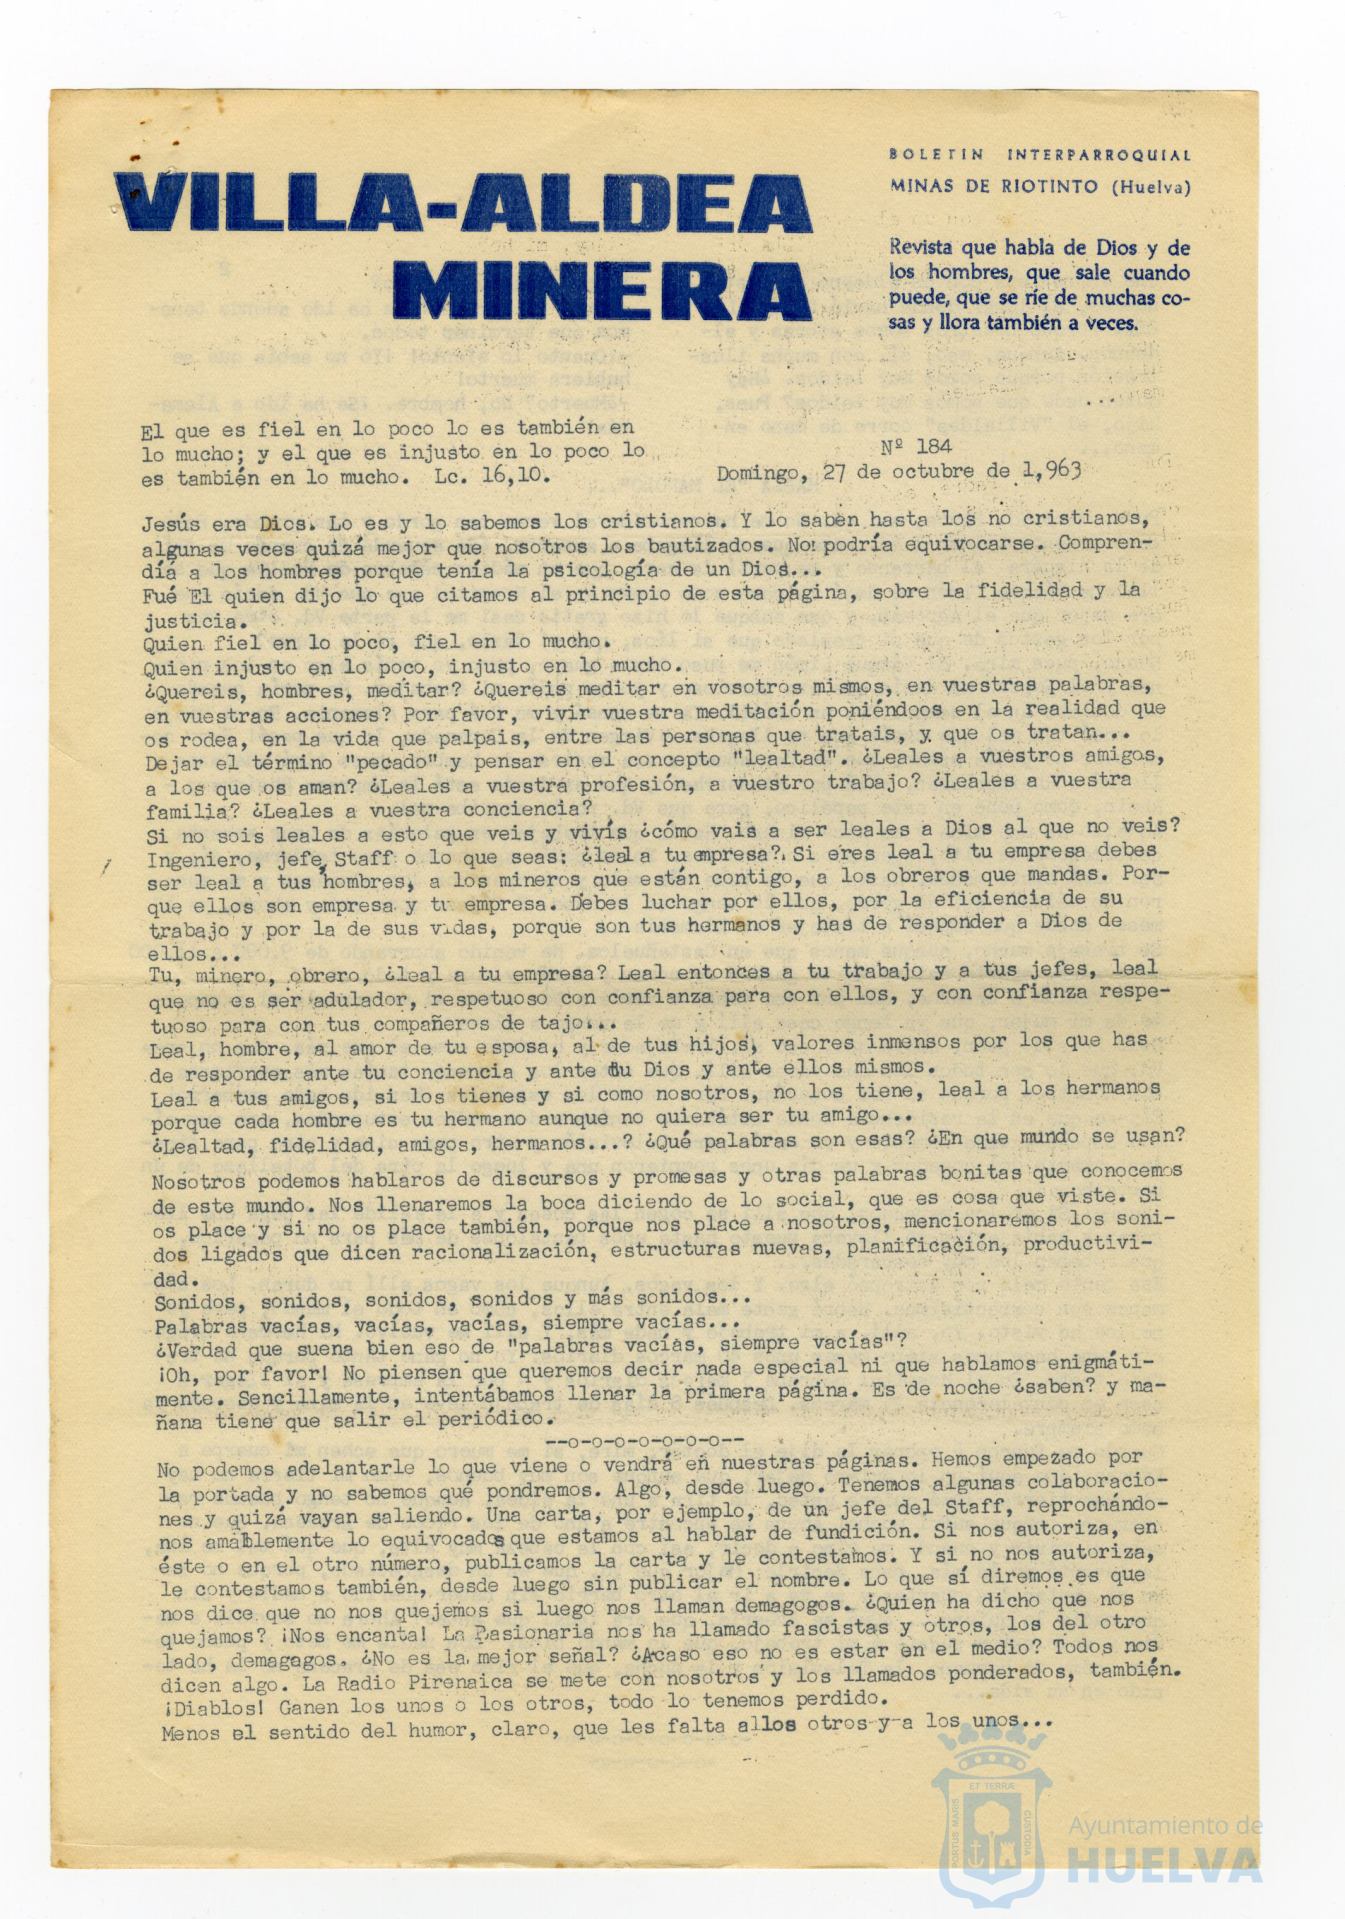 VILLA-ALDEA
MINERA
BOLETIN INTERPARROQUIAL
MINAS DE RIOTINTO (Huelva)
Revista que habla de Dios y de
los hombres, que sale cuando
puede, que se ríe de muchas co-
sas y llora también a veces.
El que es fiel en lo poco lo es también en
lo mucho; y el que es injusto en lo poco lo
es también en lo mucho. Lc. 16,10.
Nº 184
Domingo, 27 de octubre de 1,963
Jesús era Dios. Lo es y lo sabemos los cristianos. Y lo saben hasta los no cristianos,
algunas veces quizá mejor que nosotros los bautizados. No podría equivocarse. Compren-
día a los hombres porque tenía la psicología de un Dios...
Fué El quien dijo lo que citamos al principio de esta página, sobre la fidelidad y la
justicia.
Quien fiel en lo poco, fiel en lo mucho.
Quien injusto en lo poco, injusto en lo mucho.
¿Quereis, hombres, meditar? ¿Quereis meditar en vosotros mismos, en vuestras palabras,
en vuestras acciones? Por favor, vivir vuestra meditación poniéndoos en la realidad que
os rodea, en la vida que palpais, entre las personas que tratais, y que os tratan...
Dejar el término "pecado" y pensar en el concepto "lealtad". ¿Leales a vuestros amigos,
a los que os aman? ¿Leales a vuestra profesión, a vuestro trabajo? ¿Leales a vuestra
familia? ¿Leales a vuestra conciencia?
Si no sois leales a esto que veis y vivís ¿cómo vais a ser leales a Dios al que no veis?
Ingeniero, jefe, Staff o lo que seas: ¿leal a tu empresa? Si eres leal a tu empresa debes
ser leal a tus hombres, a los mineros que están contigo, a los obreros que mandas. Por-
que ellos son empresa y tu empresa. Debes luchar por ellos, por la eficiencia de su
trabajo y por la de sus vidas, porque son tus hermanos y has de responder a Dios de
ellos...
Tu, minero, obrero, ¿leal a tu empresa? Leal entonces a tu trabajo y a tus jefes, leal
que no es ser adulador, respetuoso con confianza para con ellos, y con confianza respe-
tuoso para con tus compañeros de tajo...
Leal, hombre, al amor de tu esposa, al de tus hijos, valores inmensos por los que has
de responder ante tu conciencia y ante tu Dios y ante ellos mismos.
Leal a tus amigos, si los tienes y si como nosotros, no los tiene, leal a los hermanos
porque cada hombre es tu hermano aunque no quiera ser tu amigo...
¿Lealtad, fidelidad, amigos, hermanos...? ¿Qué palabras son esas? ¿En que mundo se usan?
Nosotros podemos hablaros de discursos y promesas y otras palabras bonitas que conocemos
de este mundo. Nos llenaremos la boca diciendo de lo social, que es cosa que viste. Si
os place y si no os place también, porque nos place a nosotros, mencionaremos los soni-
dos ligados que dicen racionalización, estructuras nuevas, planificación, productivi-
dad.
Sonidos, sonidos, sonidos, sonidos y más sonidos...
Palabras vacías, vacías, vacías, siempre vacías...
¿Verdad que suena bien eso de "palabras vacías, siempre vacías"?
¡Oh, por favor! No piensen que queremos decir nada especial ni que hablamos enigmáti-
mente. Sencillamente, intentábamos llenar la primera página. Es de noche ¿saben? y ma-
ñana tiene que salir el periódico.
--o-o-o-o-o-o-o--
No podemos adelantarle lo que viene o vendrá en nuestras páginas. Hemos empezado por
la portada y no sabemos qué pondremos. Algo, desde luego. Tenemos algunas colaboracio-
nes y quizá vayan saliendo. Una carta, por ejemplo, de un jefe del Staff, reprochándo-
nos amablemente lo equivocados que estamos al hablar de fundición. Si nos autoriza, en
éste o en el otro número, publicamos la carta y le contestamos. Y si no nos autoriza,
le contestamos también, desde luego sin publicar el nombre. Lo que sí diremos es que
nos dice que no nos quejemos si luego nos llaman demagogos. ¿Quien ha dicho que nos
quejamos? ¡Nos encanta! La Pasionaria nos ha llamado fascistas y otros, los del otro
lado, demagagos. ¿No es la mejor señal? ¿Acaso eso no es estar en el medio? Todos nos
dicen algo. La Radio Pirenaica se mete con nosotros y los llamados ponderados, también.
¡Diablos! Ganen los unos o los otros, todo lo tenemos perdido.
Menos el sentido del humor, claro, que les falta allos otros y a los unos...
PORTUS MARIS ET TERRÆ CUSTODIA
Ayuntamiento de
HUELVA